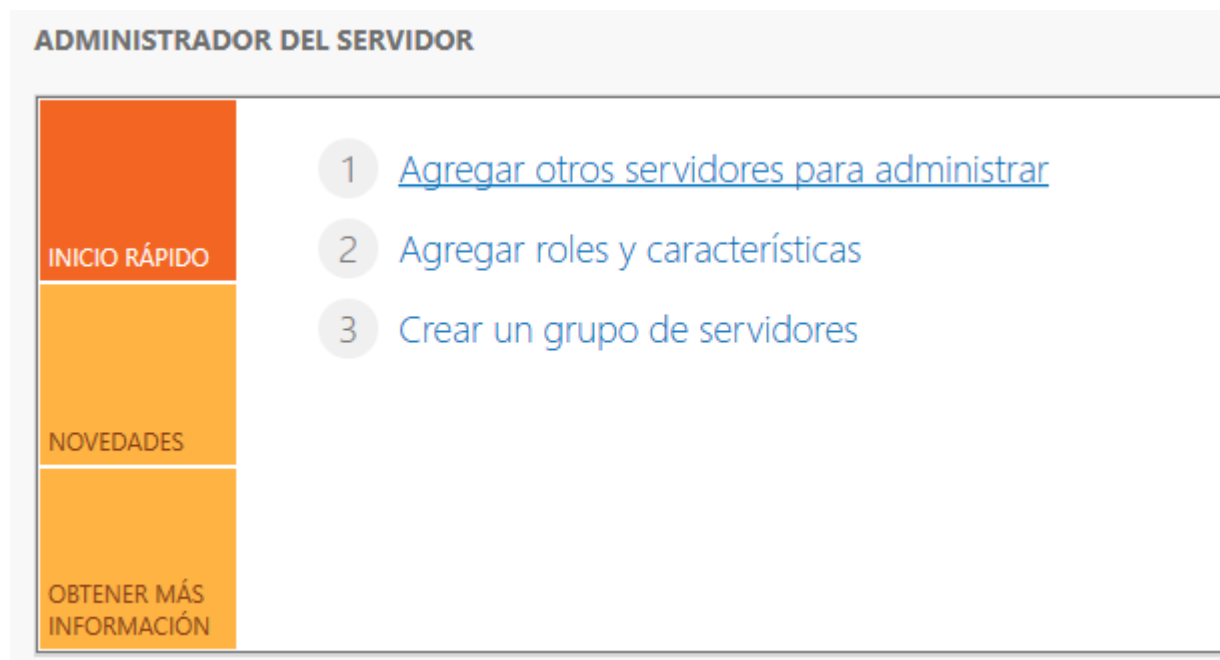 ADMINISTRADOR DEL SERVIDOR
INICIO RÁPIDO
1 Agregar otros servidores para administrar
2 Agregar roles y características
3 Crear un grupo de servidores
NOVEDADES
OBTENER MÁS
INFORMACIÓN